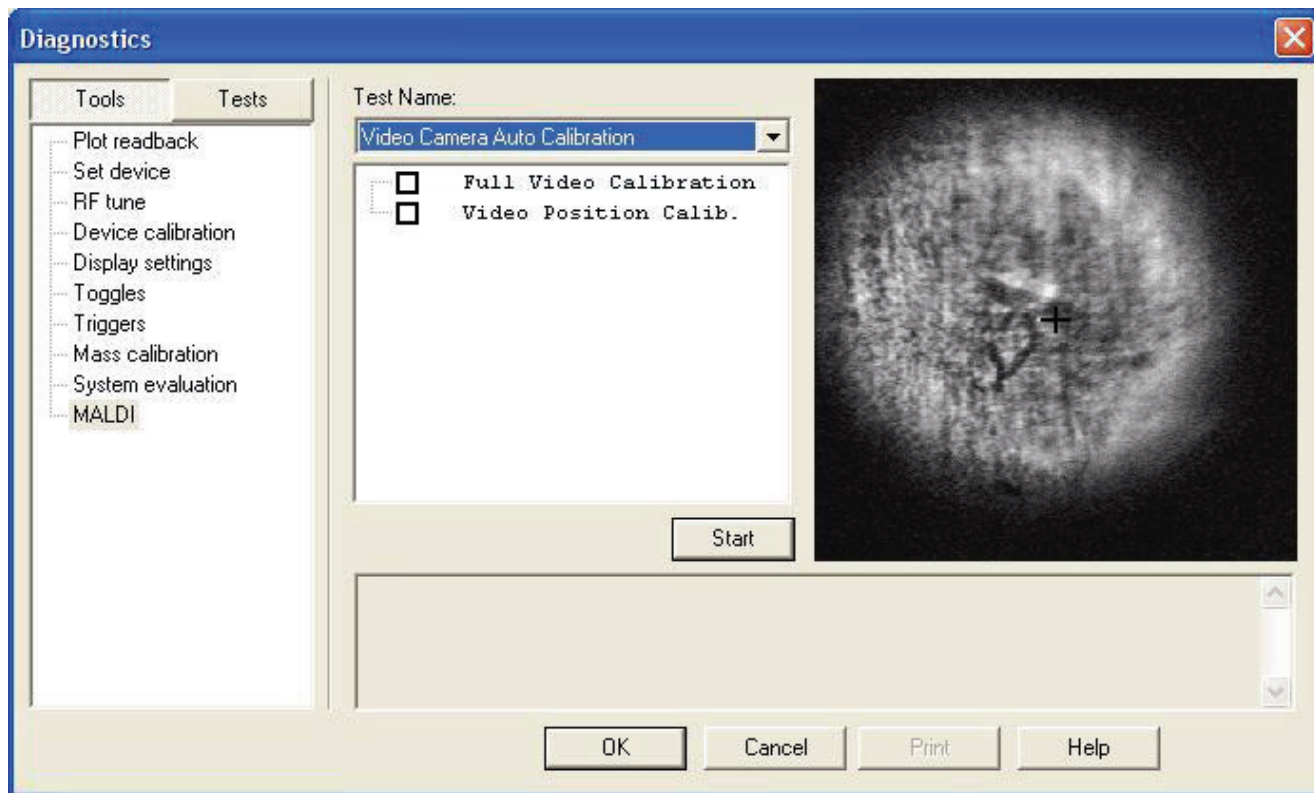 Diagnostics
Tools
Tests
Plot readback
Set device
RF tune
Device calibration
Display settings
Toggles
Triggers
Mass calibration
System evaluation
MALDI
Test Name:
Video Camera Auto Calibration
Full Video Calibration
Video Position Calib.
Start
OK
Cancel
Print
Help